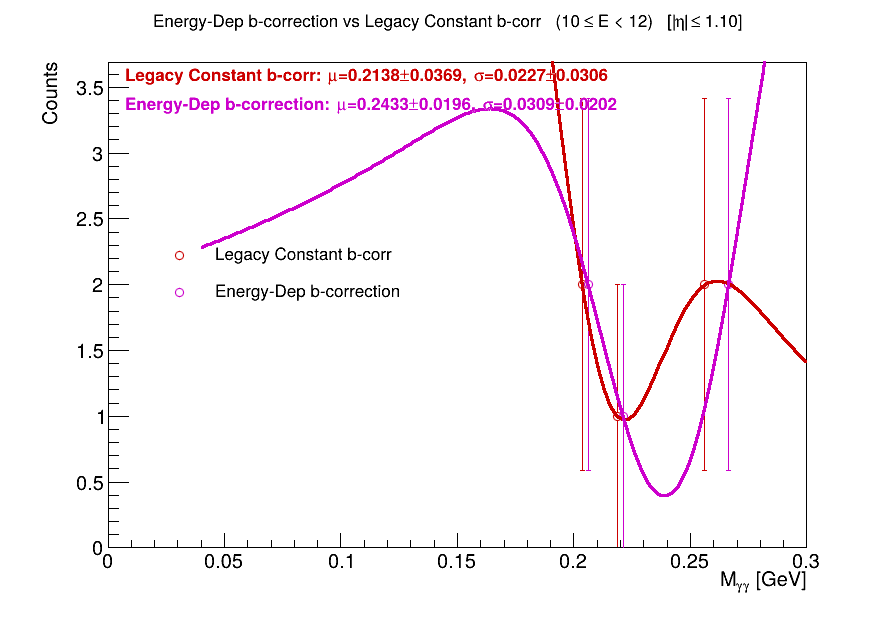 Energy-Dep b-correction vs Legacy Constant b-corr (10 ≤ E < 12) [|η| ≤ 1.10]
Counts
Legacy Constant b-corr: μ=0.2138±0.0369, σ=0.0227±0.0306
Energy-Dep b-correction: μ=0.2433±0.0196, σ=0.0309±0.0202
3.5
3
2.5
2
1.5
1
0.5
0
Legacy Constant b-corr
Energy-Dep b-correction
0 0.05 0.1 0.15 0.2 0.25 0.3
Mγγ [GeV]